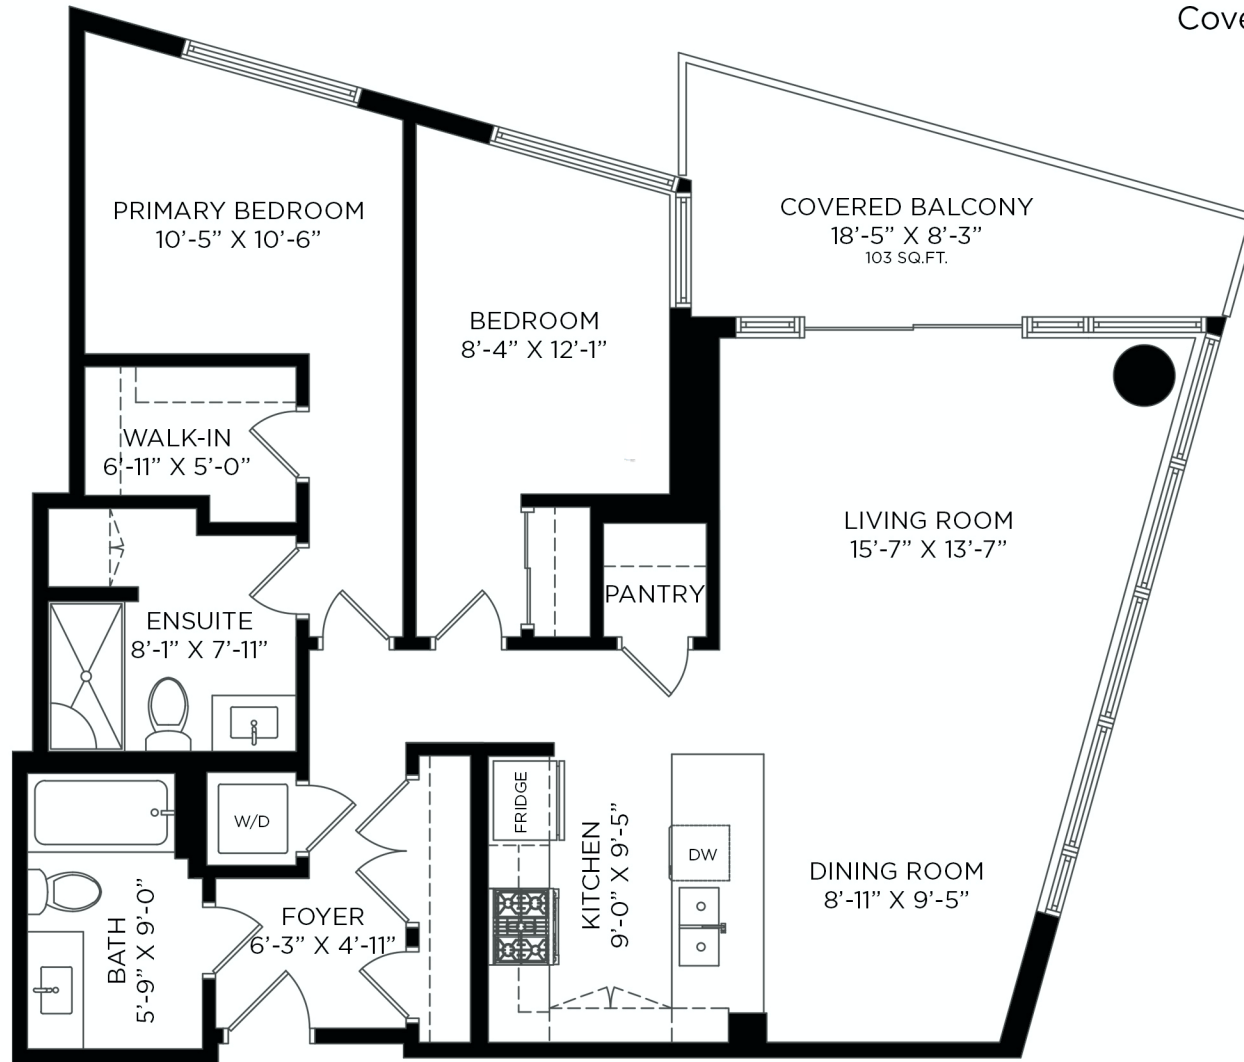 PRIMARY BEDROOM
10'-5" X 10'-6"
COVERED BALCONY
18'-5" X 8'-3"
103 SQ.FT.
BEDROOM
8'-4" X 12'-1"
WALK-IN
6'-11" X 5'-0"
LIVING ROOM
15'-7" X 13'-7"
PANTRY
ENSUITE
8'-1" X 7'-11"
W/D
FRIDGE
KITCHEN
9'-0" X 9'-5"
DW
DINING ROOM
8'-11" X 9'-5"
FOYER
6'-3" X 4'-11"
BATH
5'-9" X 9'-0"